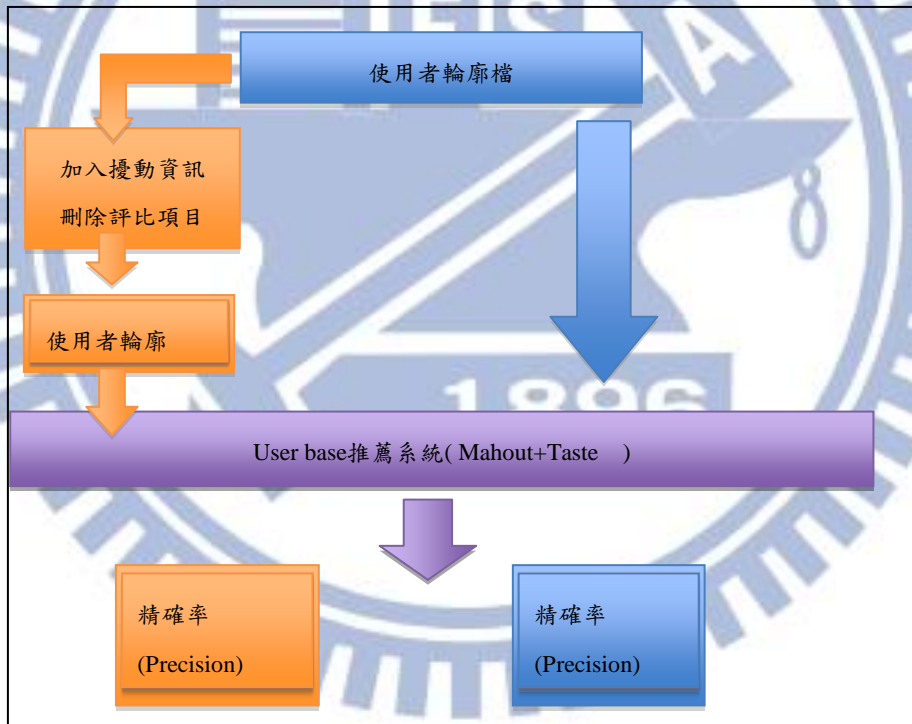 使用者輪廓檔
加入擾動資訊
刪除評比項目
使用者輪廓
1896
User base推薦系統( Mahout+Taste )
精確率
(Precision)
精確率
(Precision)